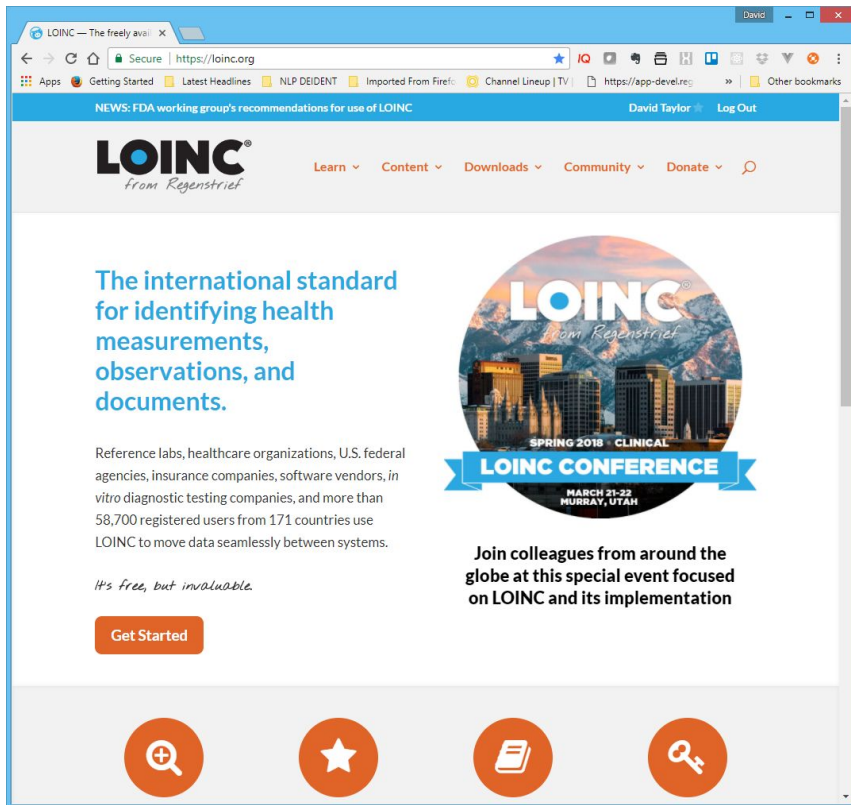 David
LOINC — The freely avai
Secure | https://loinc.org
Apps Getting Started Latest Headlines NLP DEIDENT Imported From Firefo Channel Lineup | TV | https://app-devel.reg » Other bookmarks
NEWS: FDA working group's recommendations for use of LOINC David Taylor Log Out
LOINC®
from Regenstrief
Learn Content Downloads Community Donate
The international standard
for identifying health
measurements,
observations, and
documents.
Reference labs, healthcare organizations, U.S. federal
agencies, insurance companies, software vendors, in
vitro diagnostic testing companies, and more than
58,700 registered users from 171 countries use
LOINC to move data seamlessly between systems.
It's free, but invaluable.
Get Started
LOINC®
from Regenstrief
SPRING 2018 CLINICAL
LOINC CONFERENCE
MARCH 21-22
MURRAY, UTAH
Join colleagues from around the
globe at this special event focused
on LOINC and its implementation